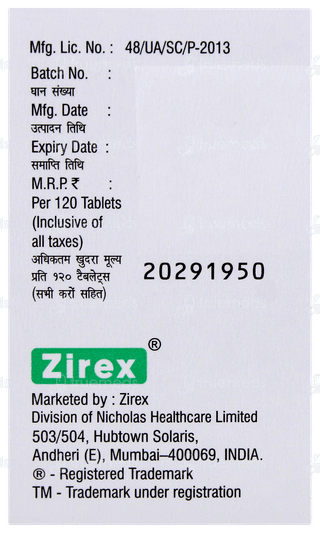 Mfg. Lic. No. : 48/UA/SC/P-2013
Batch No. :
घान संख्या
Mfg. Date :
उत्पादन तिथि
Expiry Date :
समाप्ति तिथि
M.R.P. ₹ :
Per 120 Tablets
(Inclusive of
all taxes)
अधिकतम खुदरा मूल्य
प्रति १२० टैबलेट्स
(सभी करों सहित)
20291950
Zirex®
Marketed by : Zirex
Division of Nicholas Healthcare Limited
503/504, Hubtown Solaris,
Andheri (E), Mumbai–400069, INDIA.
® - Registered Trademark
TM - Trademark under registration